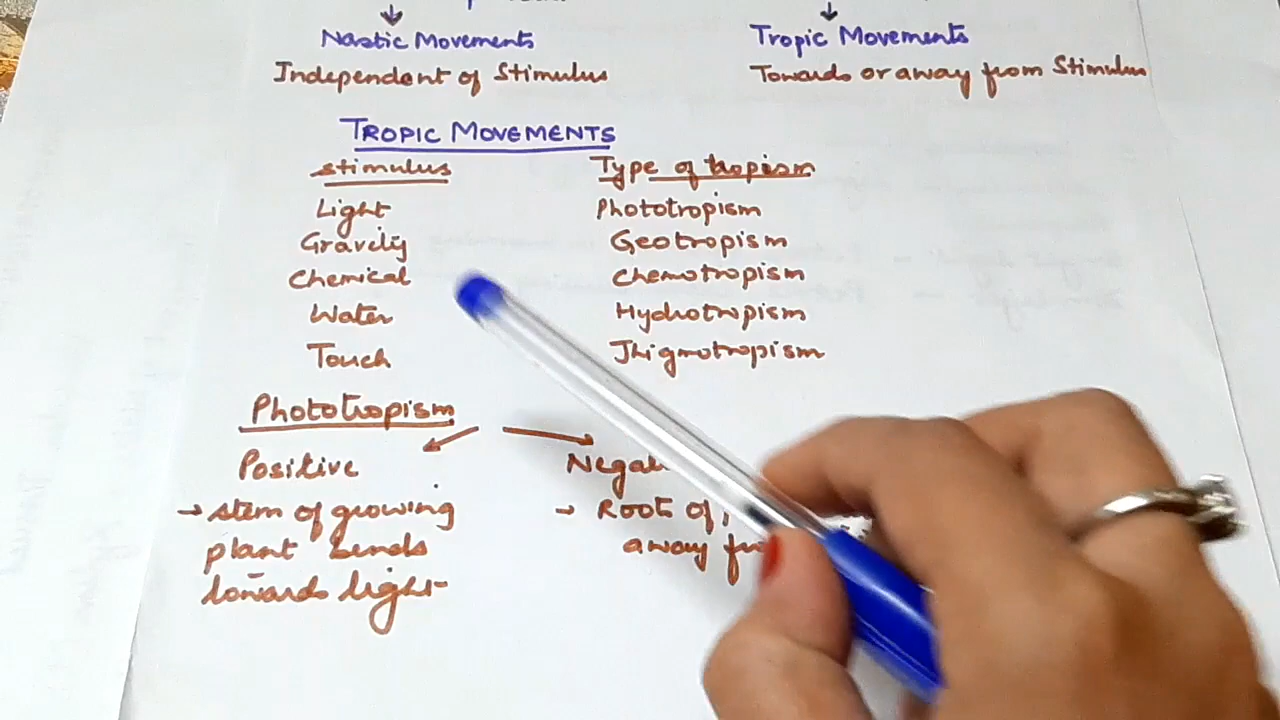 Nastic Movements
Independent of Stimulus
Tropic Movements
Towards or away from Stimulus
TROPIC MOVEMENTS
stimulus Type of tropism
Light Phototropism
Gravity Geotropism
Chemical Chemotropism
Water Hydrotropism
Touch Thigmotropism
Phototropism
Positive
→ stem of growing
plant bends
towards light
→ Root of
away